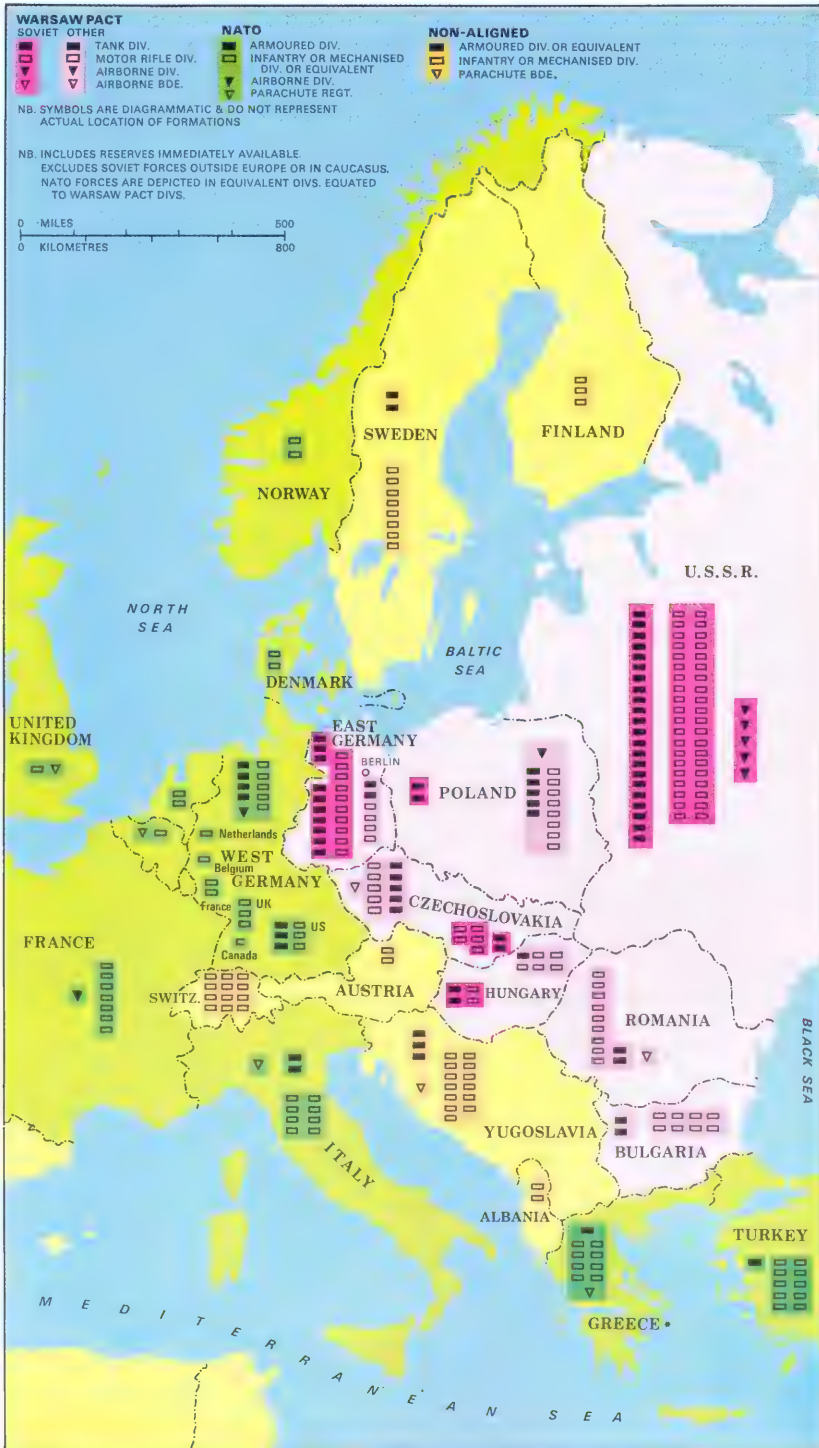 WARSAW PACT
SOVIET OTHER
TANK DIV.
MOTOR RIFLE DIV.
AIRBORNE DIV.
AIRBORNE BDE.
NATO
ARMOURED DIV.
INFANTRY OR MECHANISED
DIV. OR EQUIVALENT
AIRBORNE DIV.
PARACHUTE REGT.
NON-ALIGNED
ARMOURED DIV. OR EQUIVALENT
INFANTRY OR MECHANISED DIV.
PARACHUTE BDE.
NB. SYMBOLS ARE DIAGRAMMATIC & DO NOT REPRESENT
ACTUAL LOCATION OF FORMATIONS
NB. INCLUDES RESERVES IMMEDIATELY AVAILABLE.
EXCLUDES SOVIET FORCES OUTSIDE EUROPE OR IN CAUCASUS.
NATO FORCES ARE DEPICTED IN EQUIVALENT DIVS. EQUATED
TO WARSAW PACT DIVS.
0 MILES 500
0 KILOMETRES 800
SWEDEN
FINLAND
NORWAY
U.S.S.R.
NORTH
SEA
BALTIC
SEA
DENMARK
UNITED
KINGDOM
EAST
GERMANY
BERLIN
POLAND
Netherlands
WEST
GERMANY
Belgium
France
UK
US
Canada
CZECHOSLOVAKIA
FRANCE
SWITZ.
AUSTRIA
HUNGARY
ROMANIA
BLACK SEA
YUGOSLAVIA
BULGARIA
ITALY
ALBANIA
TURKEY
GREECE
MEDITERRANEAN SEA